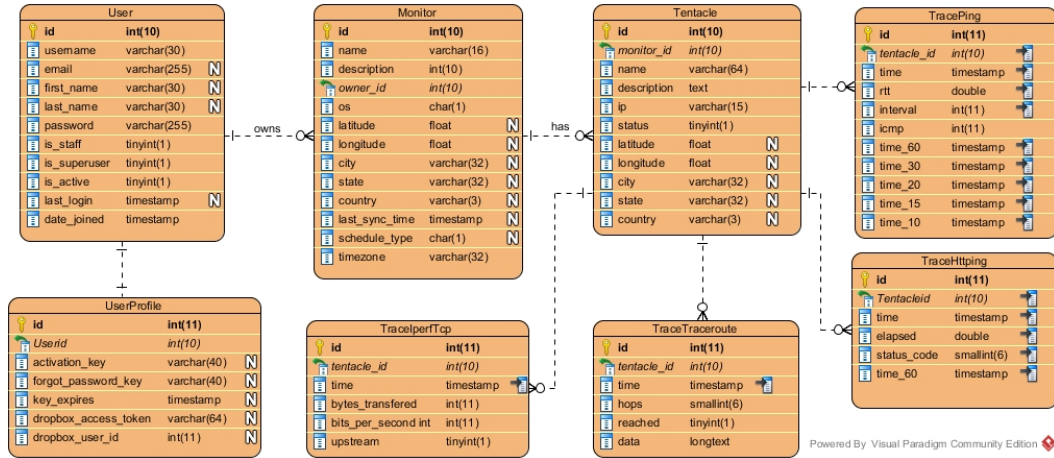 User
id int(10)
username varchar(30)
email varchar(255) N
first_name varchar(30) N
last_name varchar(30) N
password varchar(255)
is_staff tinyint(1)
is_superuser tinyint(1)
is_active tinyint(1)
last_login timestamp N
date_joined timestamp
owns
Monitor
id int(10)
name varchar(16)
description int(10)
owner_id int(10)
os char(1)
latitude float N
longitude float N
city varchar(32) N
state varchar(32) N
country varchar(3) N
last_sync_time timestamp N
schedule_type char(1) N
timezone varchar(32)
has
Tentacle
id int(10)
monitor_id int(10)
name varchar(64)
description text
ip varchar(15)
status tinyint(1)
latitude float N
longitude float N
city varchar(32) N
state varchar(32) N
country varchar(3) N
TracePing
id int(11)
tentacle_id int(10)
time timestamp
rtt double
interval int(11)
icmp int(11)
time_60 timestamp
time_30 timestamp
time_20 timestamp
time_15 timestamp
time_10 timestamp
UserProfile
id int(11)
Userid int(10)
activation_key varchar(40) N
forgot_password_key varchar(40) N
key_expires timestamp N
dropbox_access_token varchar(64) N
dropbox_user_id int(11) N
TraceIperfTcp
id int(11)
tentacle_id int(10)
time timestamp
bytes_transfered int(11)
bits_per_second int int(11)
upstream tinyint(1)
TraceTraceroute
id int(11)
tentacle_id int(10)
time timestamp
hops smallint(6)
reached tinyint(1)
data longtext
TraceHttping
id int(11)
Tentacleid int(10)
time timestamp
elapsed double
status_code smallint(6)
time_60 timestamp
Powered By Visual Paradigm Community Edition